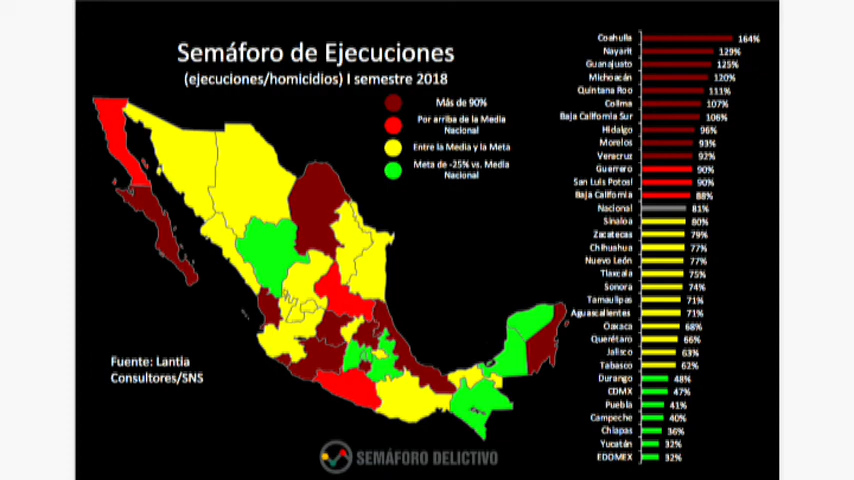 Semáforo de Ejecuciones
(ejecuciones/homicidios) I semestre 2018
Más de 90%
Por arriba de la Media
Nacional
Entre la Media y la Meta
Meta de -25% vs. Media
Nacional
Fuente: Lantia
Consultores/SNS
SEMÁFORO DELICTIVO
Coahuila 164%
Nayarit 129%
Guanajuato 125%
Michoacán 120%
Quintana Roo 111%
Colima 107%
Baja California Sur 106%
Hidalgo 96%
Morelos 93%
Veracruz 92%
Guerrero 90%
San Luis Potosí 90%
Baja California 88%
Nacional 81%
Sinaloa 80%
Zacatecas 79%
Chihuahua 77%
Nuevo León 77%
Tlaxcala 75%
Sonora 74%
Tamaulipas 71%
Aguascalientes 71%
Oaxaca 68%
Querétaro 66%
Jalisco 63%
Tabasco 62%
Durango 48%
CDMX 47%
Puebla 41%
Campeche 40%
Chiapas 36%
Yucatán 32%
EDOMEX 32%